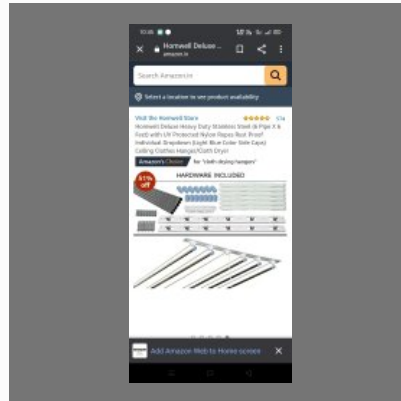 Homwell Deluxe ...
amazon.in
Search Amazon.in
Select a location to see product availability
Visit the Homwell Store
Homwell Deluxe Heavy Duty Stainless Steel (6 Pipe X 6
Feet) with UV Protected Nylon Ropes Rust Proof
Individual Dropdown (Light Blue Color Side Caps)
Ceiling Clothes Hanger/Cloth Dryer
Amazon's Choice for "cloth drying hangers"
51%
off
HARDWARE INCLUDED
Add Amazon Web to Home screen